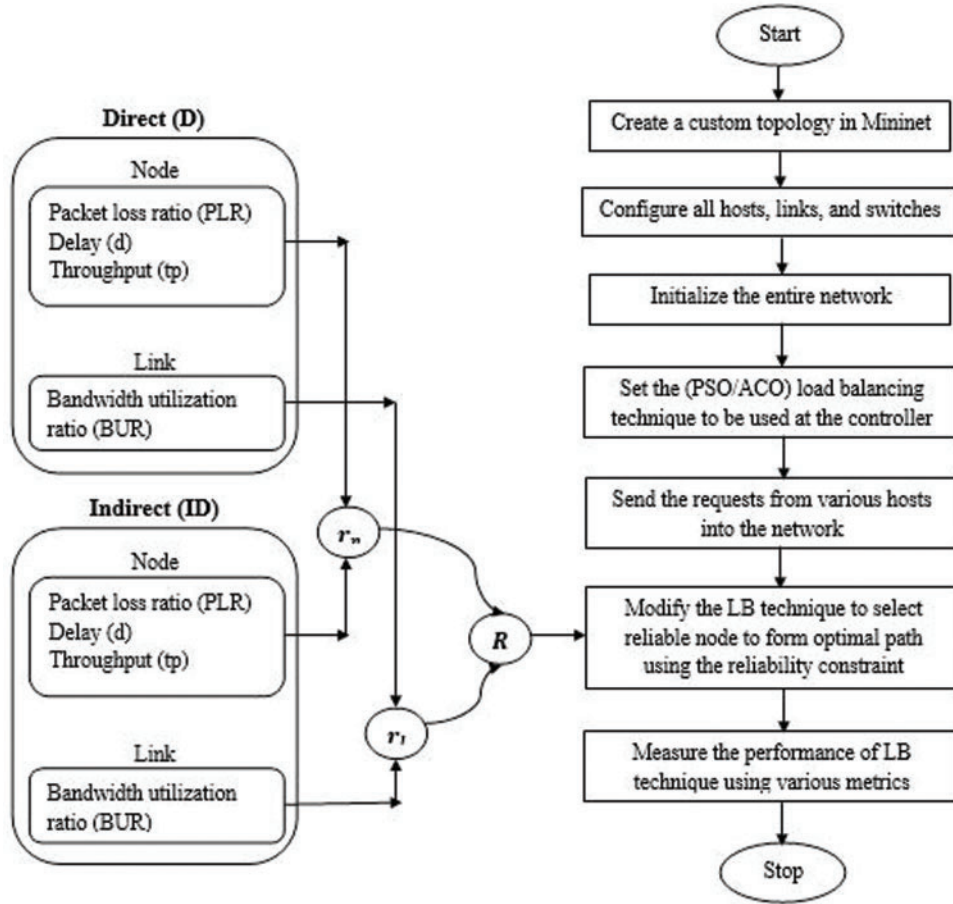 Direct (D)
Node
Packet loss ratio (PLR)
Delay (d)
Throughput (tp)
Link
Bandwidth utilization
ratio (BUR)
Indirect (ID)
Node
Packet loss ratio (PLR)
Delay (d)
Throughput (tp)
Link
Bandwidth utilization
ratio (BUR)
rₙ
rₗ
R
Start
Create a custom topology in Mininet
Configure all hosts, links, and switches
Initialize the entire network
Set the (PSO/ACO) load balancing
technique to be used at the controller
Send the requests from various hosts
into the network
Modify the LB technique to select
reliable node to form optimal path
using the reliability constraint
Measure the performance of LB
technique using various metrics
Stop